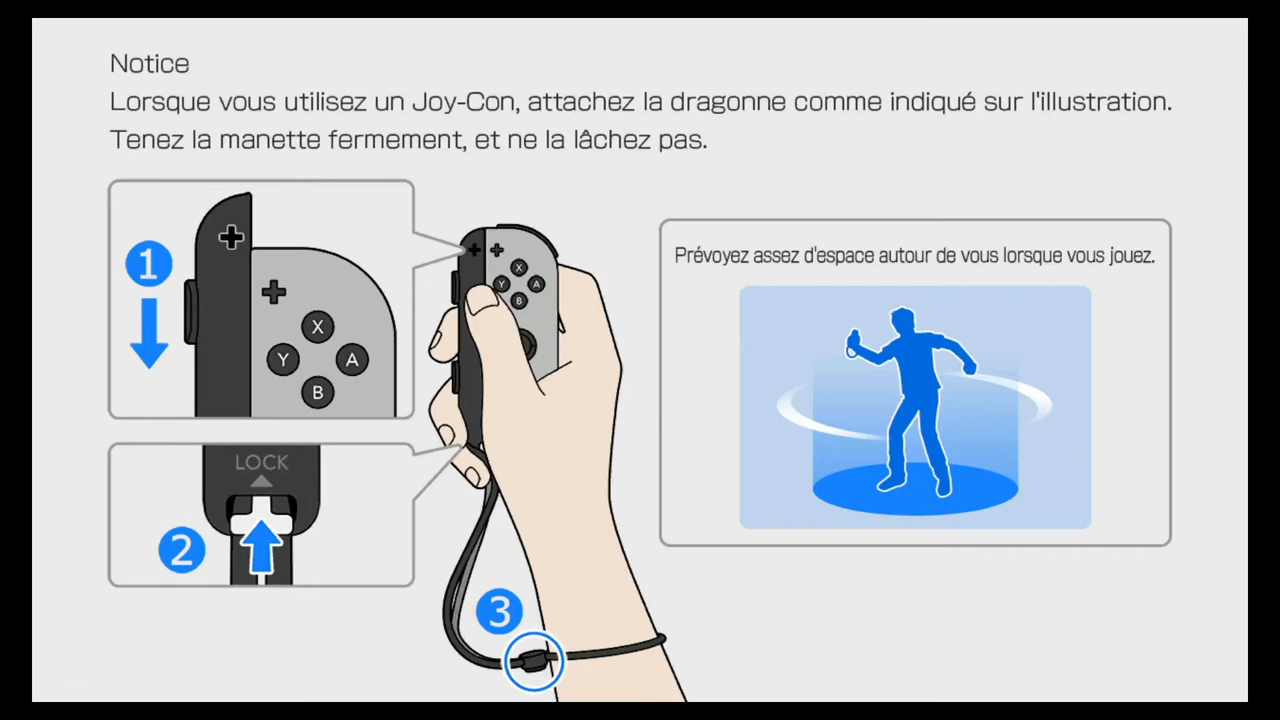 Notice
Lorsque vous utilisez un Joy-Con, attachez la dragonne comme indiqué sur l'illustration.
Tenez la manette fermement, et ne la lâchez pas.
1
X
Y
A
B
X
Y
A
B
Prévoyez assez d'espace autour de vous lorsque vous jouez.
LOCK
2
3